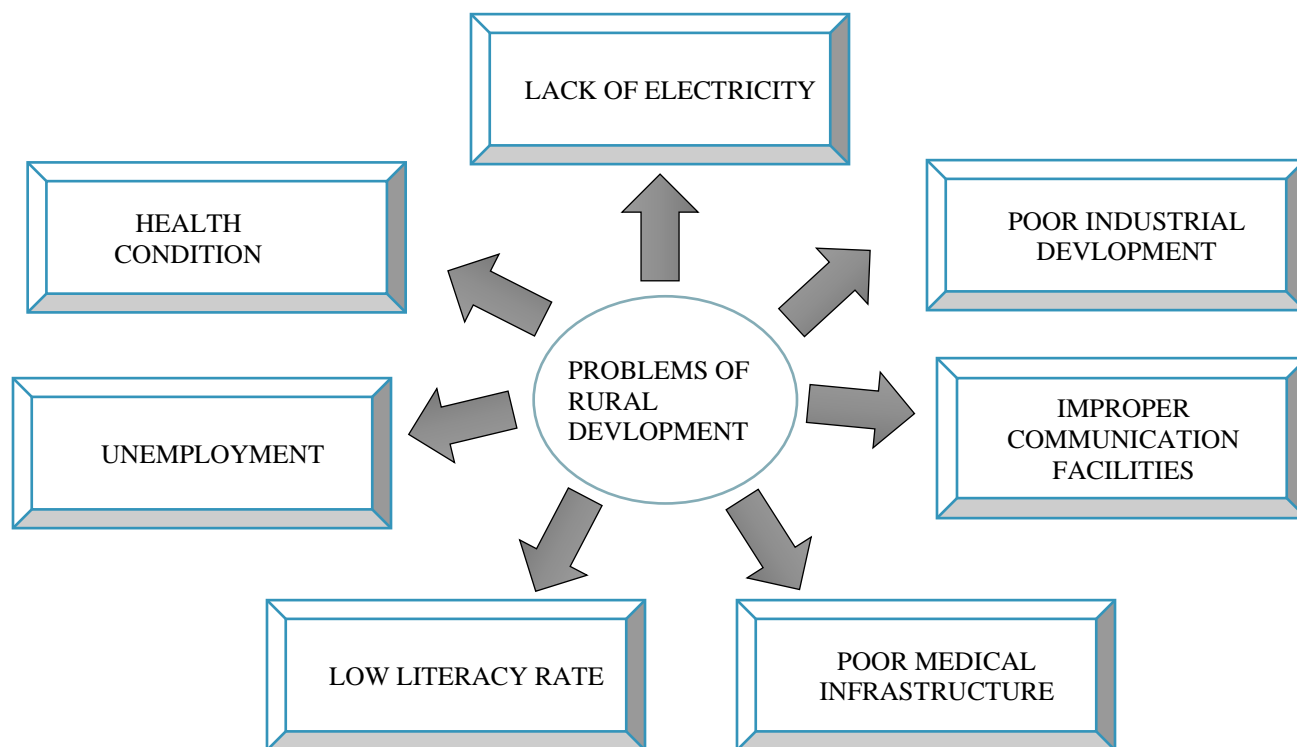 LACK OF ELECTRICITY
HEALTH
CONDITION
POOR INDUSTRIAL
DEVLOPMENT
PROBLEMS OF
RURAL
DEVLOPMENT
UNEMPLOYMENT
IMPROPER
COMMUNICATION
FACILITIES
LOW LITERACY RATE
POOR MEDICAL
INFRASTRUCTURE